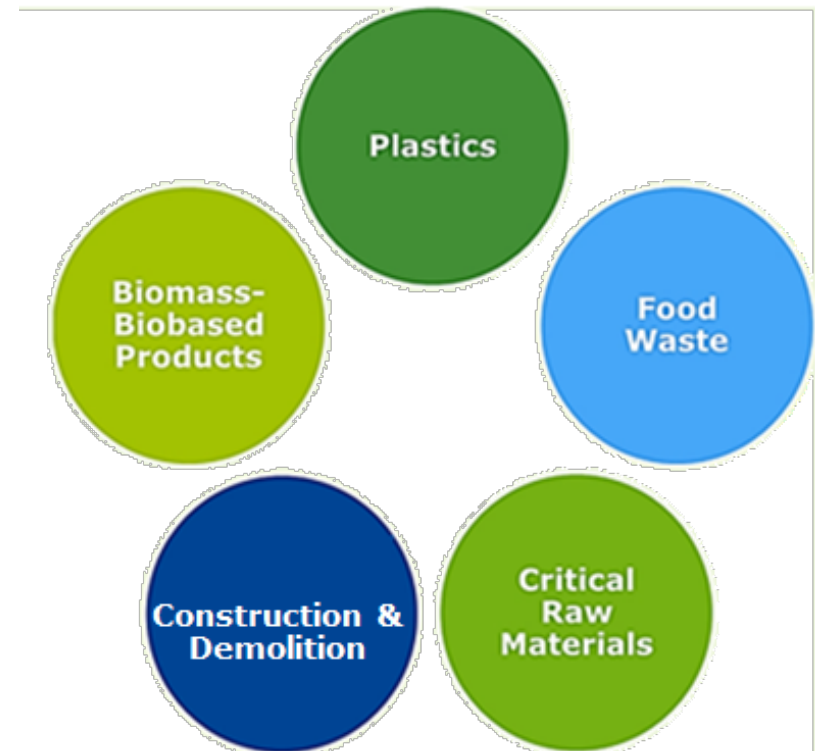 Plastics
Food
Waste
Critical
Raw
Materials
Construction &
Demolition
Biomass-
Biobased
Products